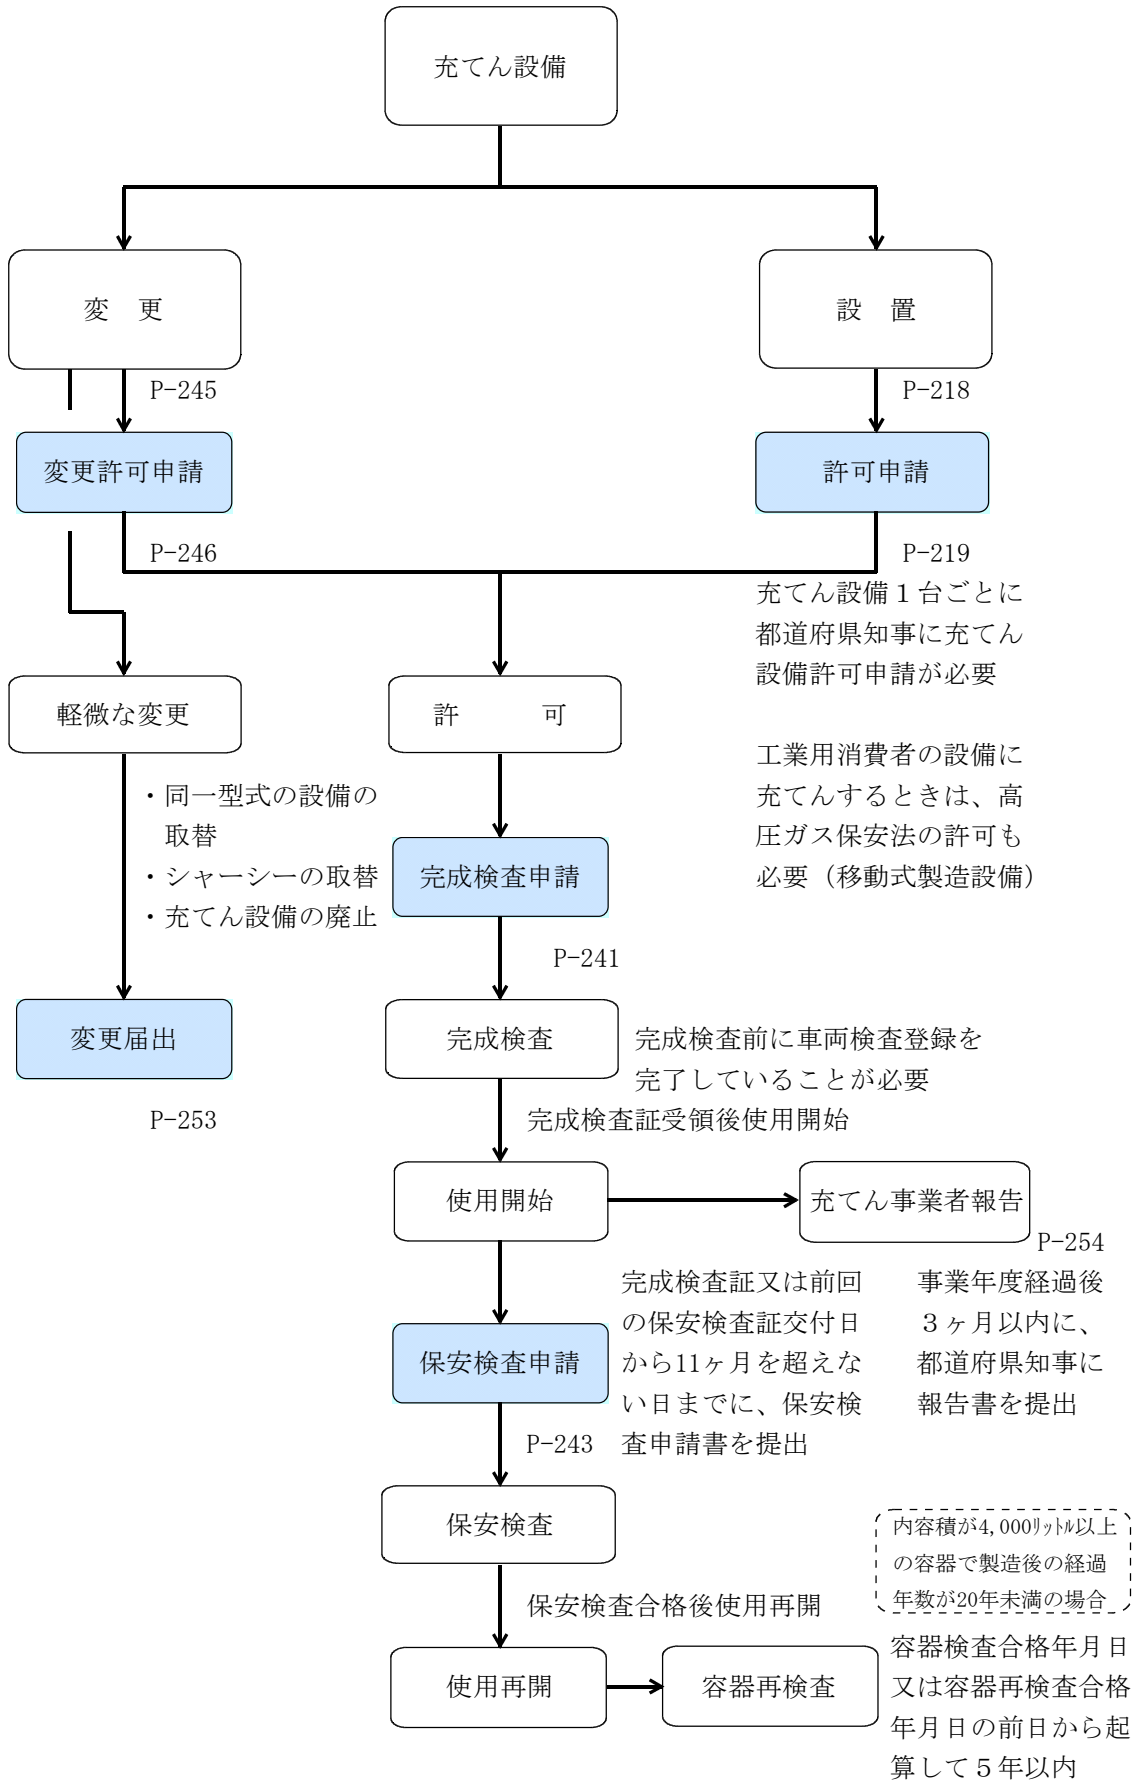 充てん設備
変　更
設　置
P-245
P-218
変更許可申請
許可申請
P-246
P-219
充てん設備１台ごとに
都道府県知事に充てん
設備許可申請が必要
軽微な変更
許　　　可
工業用消費者の設備に
充てんするときは、高
圧ガス保安法の許可も
必要（移動式製造設備）
・同一型式の設備の
取替
・シャーシーの取替
・充てん設備の廃止
完成検査申請
P-241
変更届出
P-253
完成検査
完成検査前に車両検査登録を
完了していることが必要
完成検査証受領後使用開始
使用開始
充てん事業者報告
P-254
完成検査証又は前回
の保安検査証交付日
から11ヶ月を超えな
い日までに、保安検
査申請書を提出
事業年度経過後
３ヶ月以内に、
都道府県知事に
報告書を提出
保安検査申請
P-243
保安検査
内容積が4,000ﾘｯﾄﾙ以上
の容器で製造後の経過
年数が20年未満の場合
保安検査合格後使用再開
使用再開
容器再検査
容器検査合格年月日
又は容器再検査合格
年月日の前日から起
算して５年以内